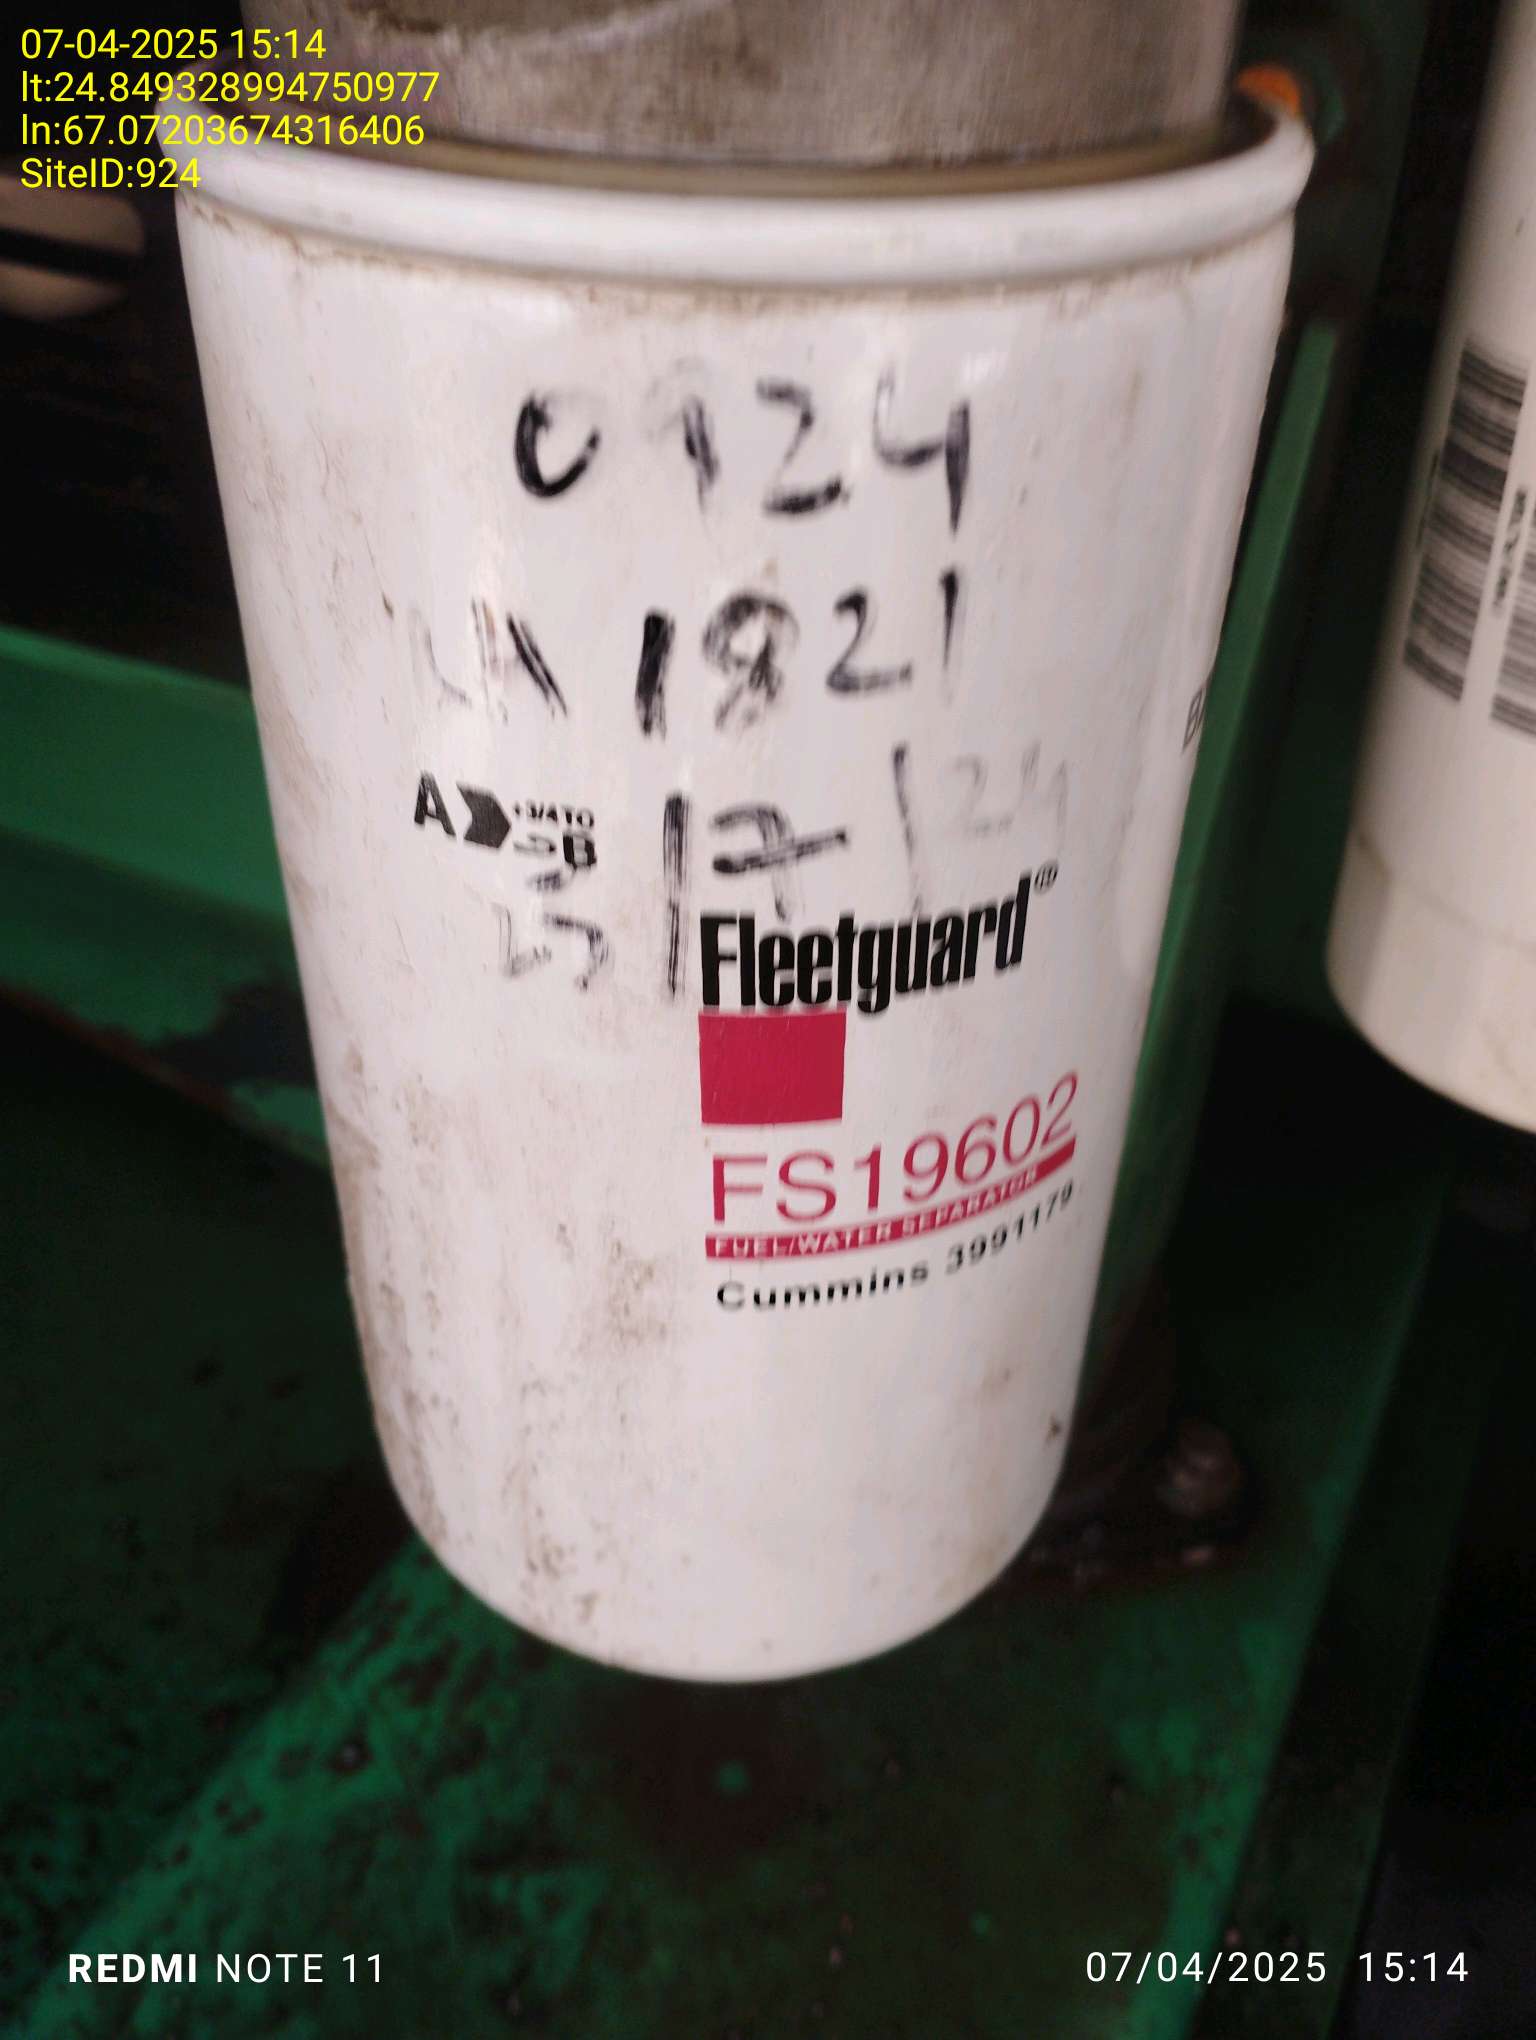 07-04-2025 15:14
lt:24.849328994750977
ln:67.07203674316406
SiteID:924
0924
1821
A
B
Fleetguard®
FS19602
FUEL/WATER SEPARATOR
Cummins 3991179
REDMI NOTE 11
07/04/2025 15:14